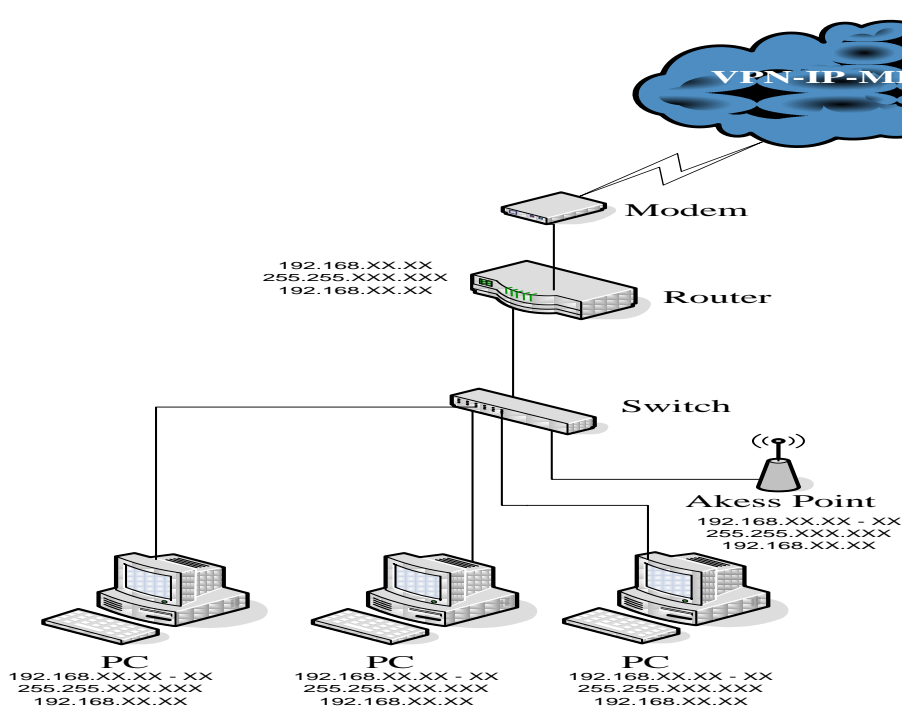 VPN-IP-M
Modem
192.168.XX.XX
255.255.XXX.XXX
192.168.XX.XX
Router
Switch
Akess Point
192.168.XX.XX - XX
255.255.XXX.XXX
192.168.XX.XX
PC
192.168.XX.XX - XX
255.255.XXX.XXX
192.168.XX.XX
PC
192.168.XX.XX - XX
255.255.XXX.XXX
192.168.XX.XX
PC
192.168.XX.XX - XX
255.255.XXX.XXX
192.168.XX.XX